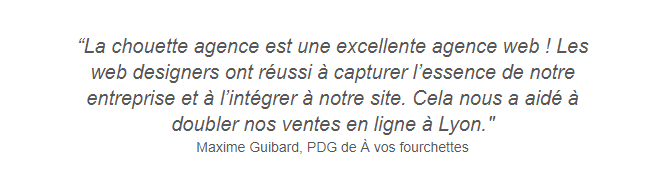 “La chouette agence est une excellente agence web ! Les
web designers ont réussi à capturer l’essence de notre
entreprise et à l’intégrer à notre site. Cela nous a aidé à
doubler nos ventes en ligne à Lyon."
Maxime Guibard, PDG de À vos fourchettes